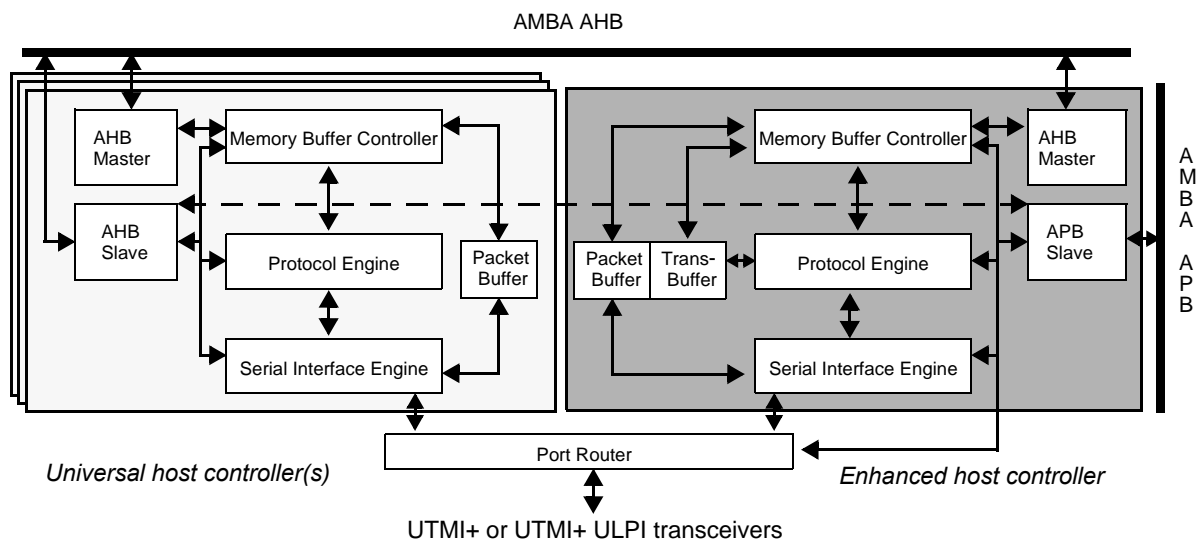 AMBA AHB
AHB
Master
Memory Buffer Controller
AHB
Slave
Protocol Engine
Packet
Buffer
Serial Interface Engine
Memory Buffer Controller
AHB
Master
Packet
Buffer
Trans-
Buffer
Protocol Engine
APB
Slave
Serial Interface Engine
A
M
B
A
A
P
B
Port Router
Universal host controller(s)
Enhanced host controller
UTMI+ or UTMI+ ULPI transceivers